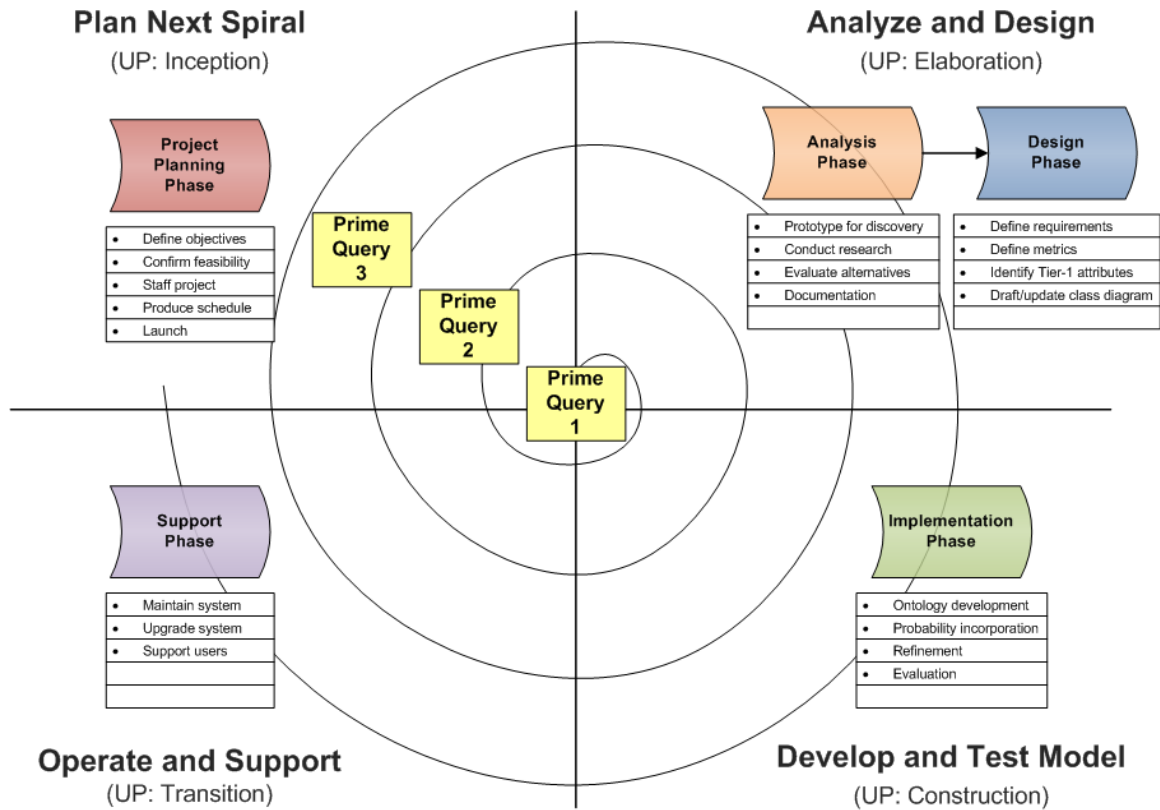 Plan Next Spiral
(UP: Inception)
Analyze and Design
(UP: Elaboration)
Project
Planning
Phase
• Define objectives
• Confirm feasibility
• Staff project
• Produce schedule
• Launch
Analysis
Phase
• Prototype for discovery
• Conduct research
• Evaluate alternatives
• Documentation
Design
Phase
• Define requirements
• Define metrics
• Identify Tier-1 attributes
• Draft/update class diagram
Prime
Query
3
Prime
Query
2
Prime
Query
1
Support
Phase
• Maintain system
• Upgrade system
• Support users
Implementation
Phase
• Ontology development
• Probability incorporation
• Refinement
• Evaluation
Operate and Support
(UP: Transition)
Develop and Test Model
(UP: Construction)